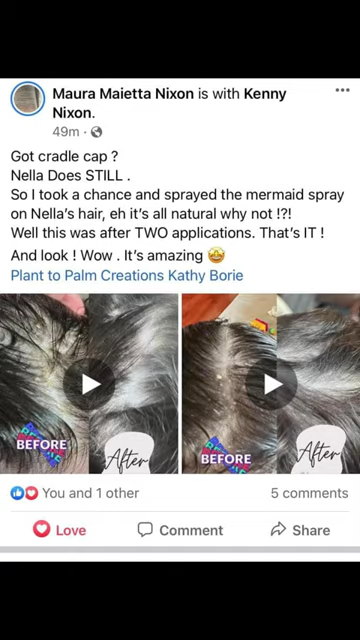 Maura Maietta Nixon is with Kenny
Nixon.
49m ·
Got cradle cap ?
Nella Does STILL .
So I took a chance and sprayed the mermaid spray
on Nella's hair, eh it's all natural why not !?!
Well this was after TWO applications. That's IT !
And look ! Wow . It's amazing 🤩
Plant to Palm Creations Kathy Borie
BEFORE
After
BEFORE
After
You and 1 other
5 comments
Love
Comment
Share